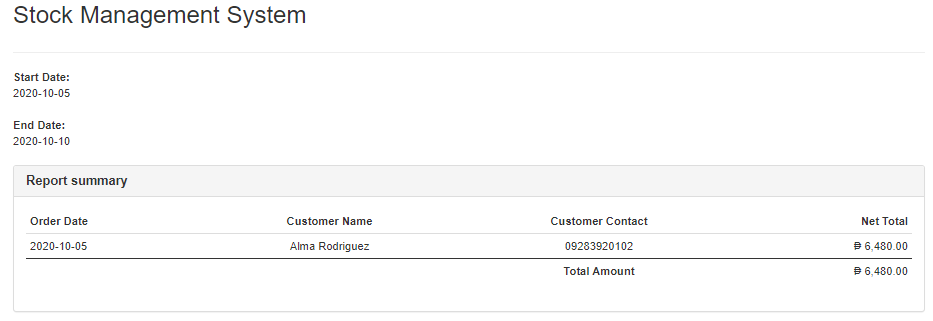 Stock Management System
Start Date:
2020-10-05
End Date:
2020-10-10
Report summary
Order Date Customer Name Customer Contact Net Total
2020-10-05 Alma Rodriguez 09283920102 ₱ 6,480.00
Total Amount ₱ 6,480.00